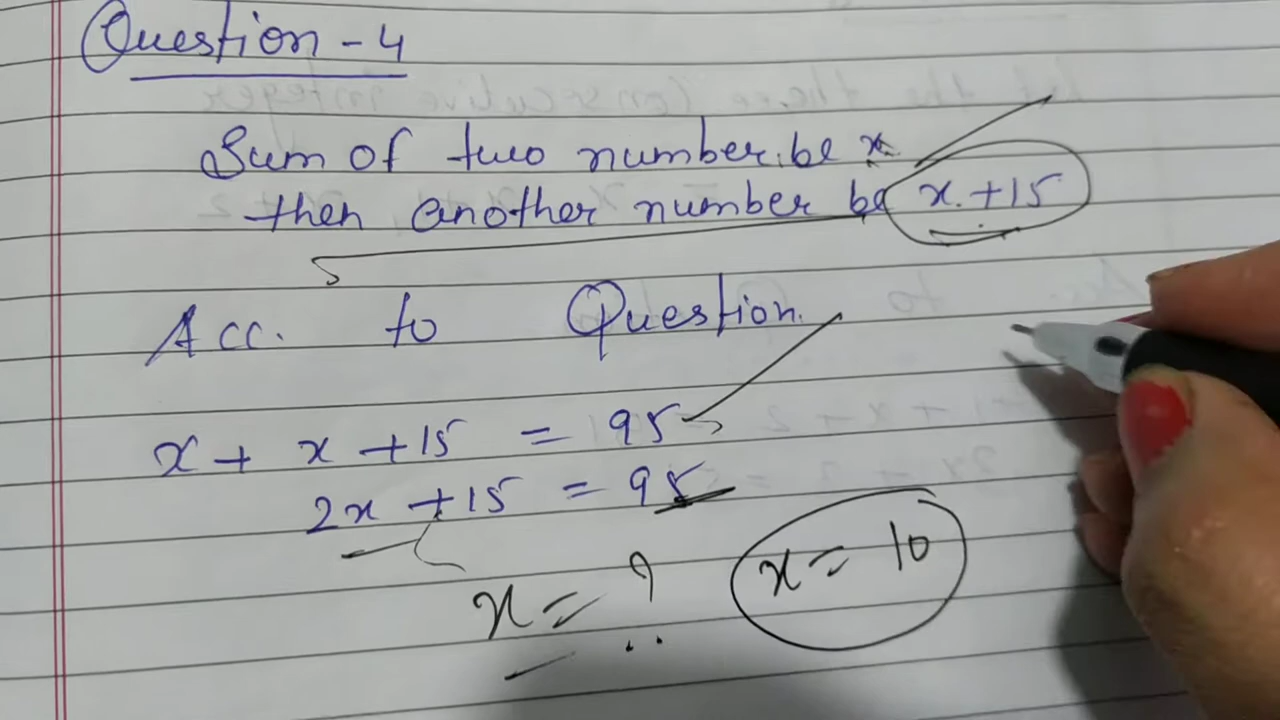 Question - 4
Sum of two number be x
then another number be x + 15
Acc. to Question.
x + x + 15 = 95
2x + 15 = 95
x = ?
x = 10